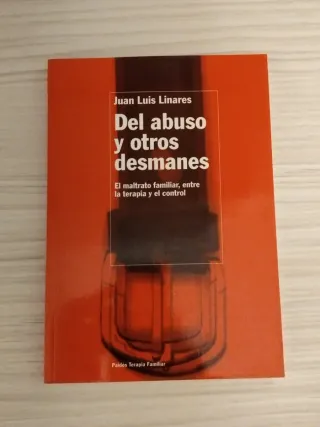 Juan Luis Linares
Del abuso
y otros
desmanes
El maltrato familiar, entre
la terapia y el control
Paidós Terapia Familiar